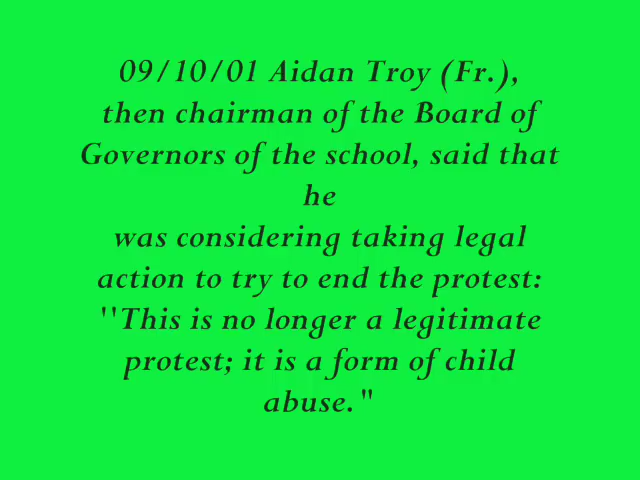 09/10/01 Aidan Troy (Fr.),
then chairman of the Board of
Governors of the school, said that
he
was considering taking legal
action to try to end the protest:
''This is no longer a legitimate
protest; it is a form of child
abuse."